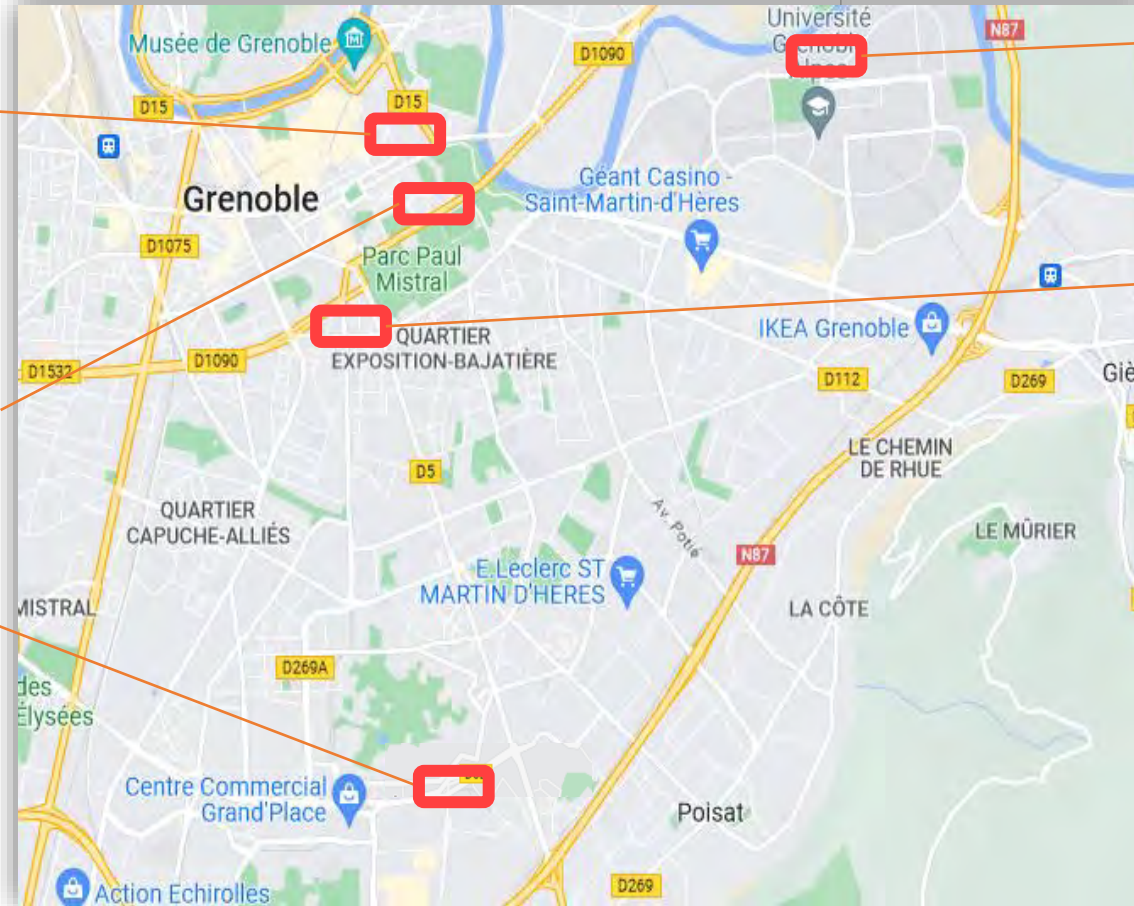 Université
Musée de Grenoble
N87
D1090
D15
D15
Grenoble
Géant Casino -
Saint-Martin-d'Hères
D1075
Parc Paul
Mistral
IKEA Grenoble
QUARTIER
EXPOSITION-BAJATIÈRE
D1532
D1090
D112
D269
LE CHEMIN
DE RHUE
D5
QUARTIER
CAPUCHE-ALLIÉS
Av. Potié
LE MÛRIER
N87
E.Leclerc ST
MARTIN D'HERES
MISTRAL
LA CÔTE
D269A
des
Élysées
Centre Commercial
Grand'Place
Poisat
D269
Action Echirolles